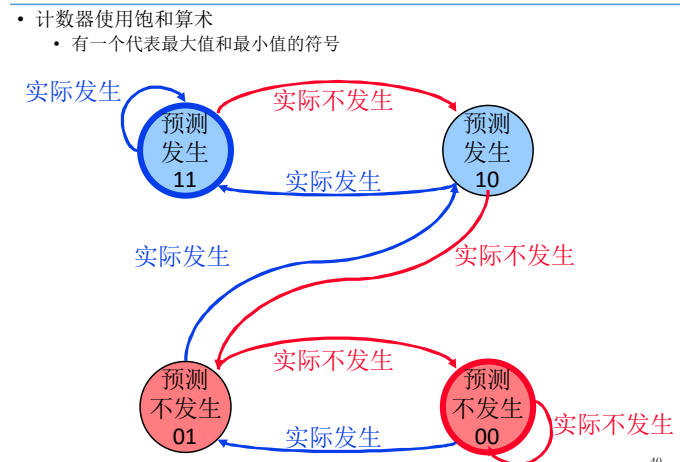 • 计数器使用饱和算术
• 有一个代表最大值和最小值的符号
实际发生
实际不发生
预测
发生
11
预测
发生
10
实际发生
实际发生
实际不发生
实际不发生
预测
不发生
01
预测
不发生
00
实际发生
实际不发生